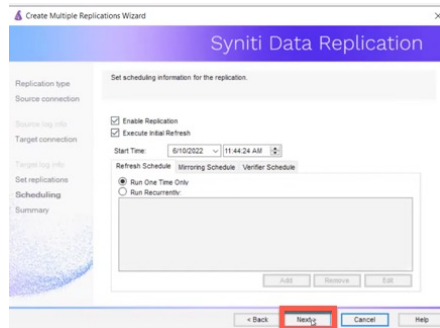 Create Multiple Replications Wizard
Syniti Data Replication
Replication type
Source connection
Source log info
Target connection
Target log info
Set replications
Scheduling
Summary
Set scheduling information for the replication.
Enable Replication
Execute Initial Refresh
Start Time: 6/10/2022 11:44:24 AM
Refresh Schedule Mirroring Schedule Verifier Schedule
Run One Time Only
Run Recurrently
Add Remove Edit
< Back Next > Cancel Help